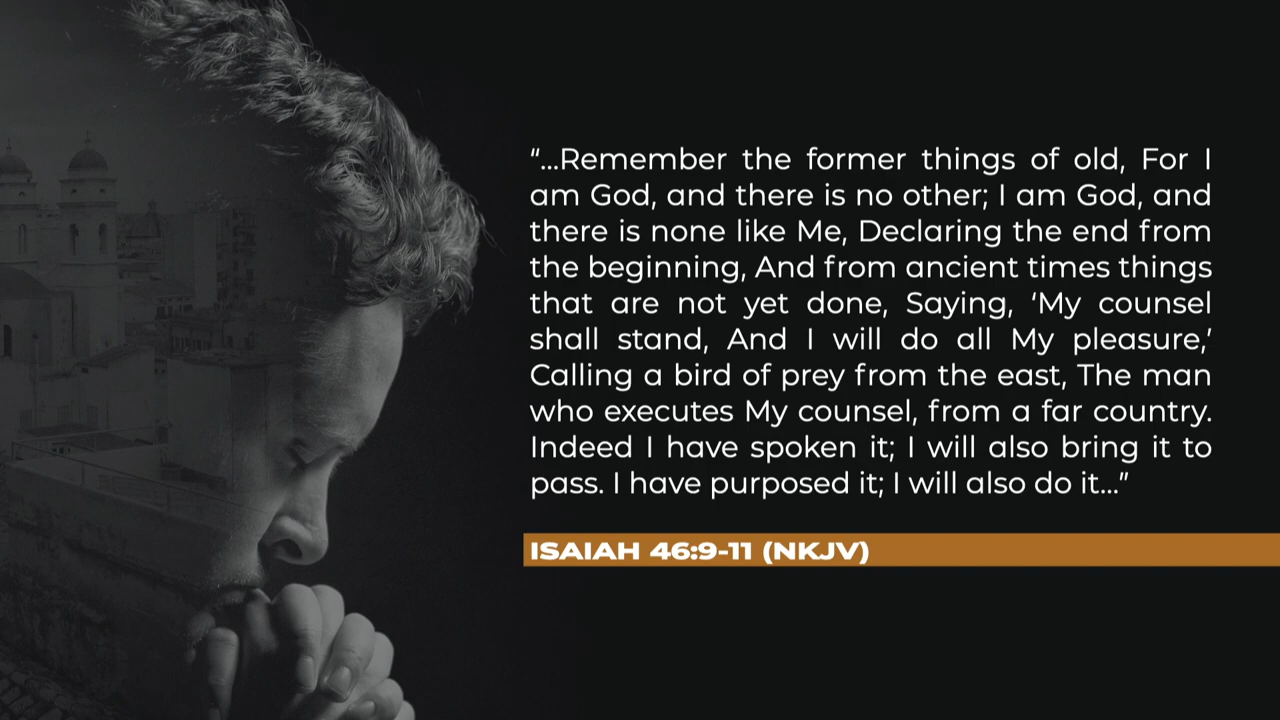 “...Remember the former things of old, For I
am God, and there is no other; I am God, and
there is none like Me, Declaring the end from
the beginning, And from ancient times things
that are not yet done, Saying, ‘My counsel
shall stand, And I will do all My pleasure,’
Calling a bird of prey from the east, The man
who executes My counsel, from a far country.
Indeed I have spoken it; I will also bring it to
pass. I have purposed it; I will also do it...”
ISAIAH 46:9-11 (NKJV)